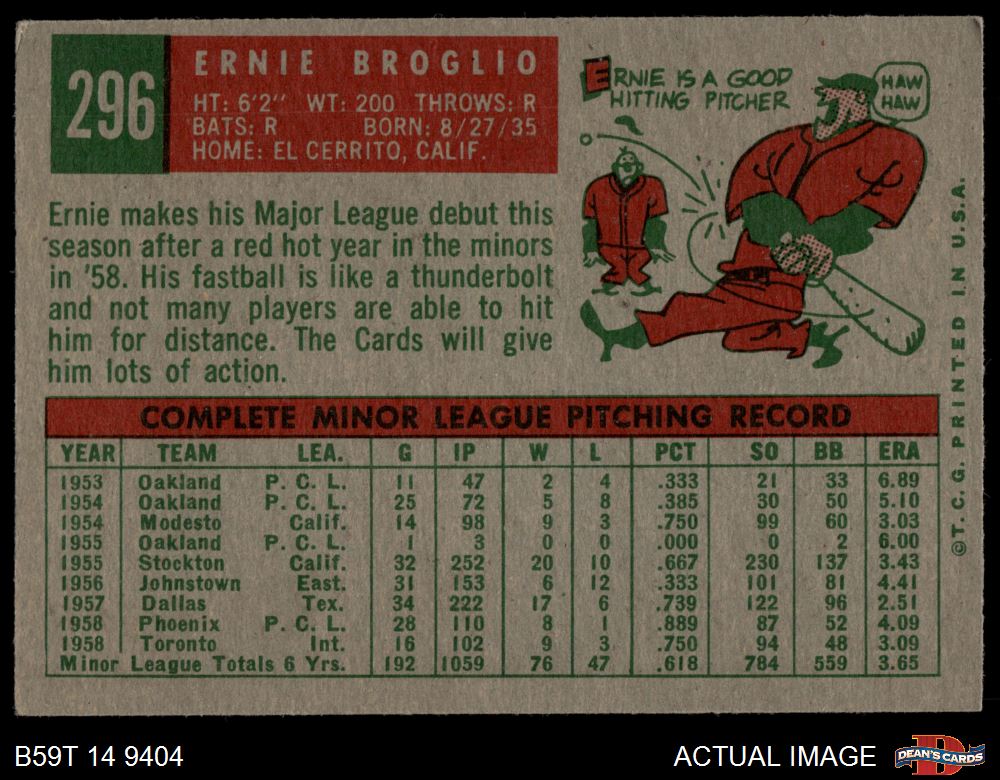 296
ERNIE BROGLIO
HT: 6'2" WT: 200 THROWS: R
BATS: R BORN: 8/27/35
HOME: EL CERRITO, CALIF.
ERNIE IS A GOOD
HITTING PITCHER
HAW
HAW
Ernie makes his Major League debut this
season after a red hot year in the minors
in '58. His fastball is like a thunderbolt
and not many players are able to hit
him for distance. The Cards will give
him lots of action.
COMPLETE MINOR LEAGUE PITCHING RECORD
YEAR TEAM LEA. G IP W L PCT SO BB ERA
1953 Oakland P. C. L. 11 47 2 4 .333 21 33 6.89
1954 Oakland P. C. L. 25 72 5 8 .385 30 50 5.10
1954 Modesto Calif. 14 98 9 3 .750 99 60 3.03
1955 Oakland P. C. L. 1 3 0 0 .000 0 2 6.00
1955 Stockton Calif. 32 252 20 10 .667 230 137 3.43
1956 Johnstown East. 31 153 6 12 .333 101 81 4.41
1957 Dallas Tex. 34 222 17 6 .739 122 96 2.51
1958 Phoenix P. C. L. 28 110 8 1 .889 87 52 4.09
1958 Toronto Int. 16 102 9 3 .750 94 48 3.09
Minor League Totals 6 Yrs. 192 1059 76 47 .618 784 559 3.65
©T. C. G. PRINTED IN U.S.A.
B59T 14 9404
ACTUAL IMAGE
D
DEAN'S CARDS